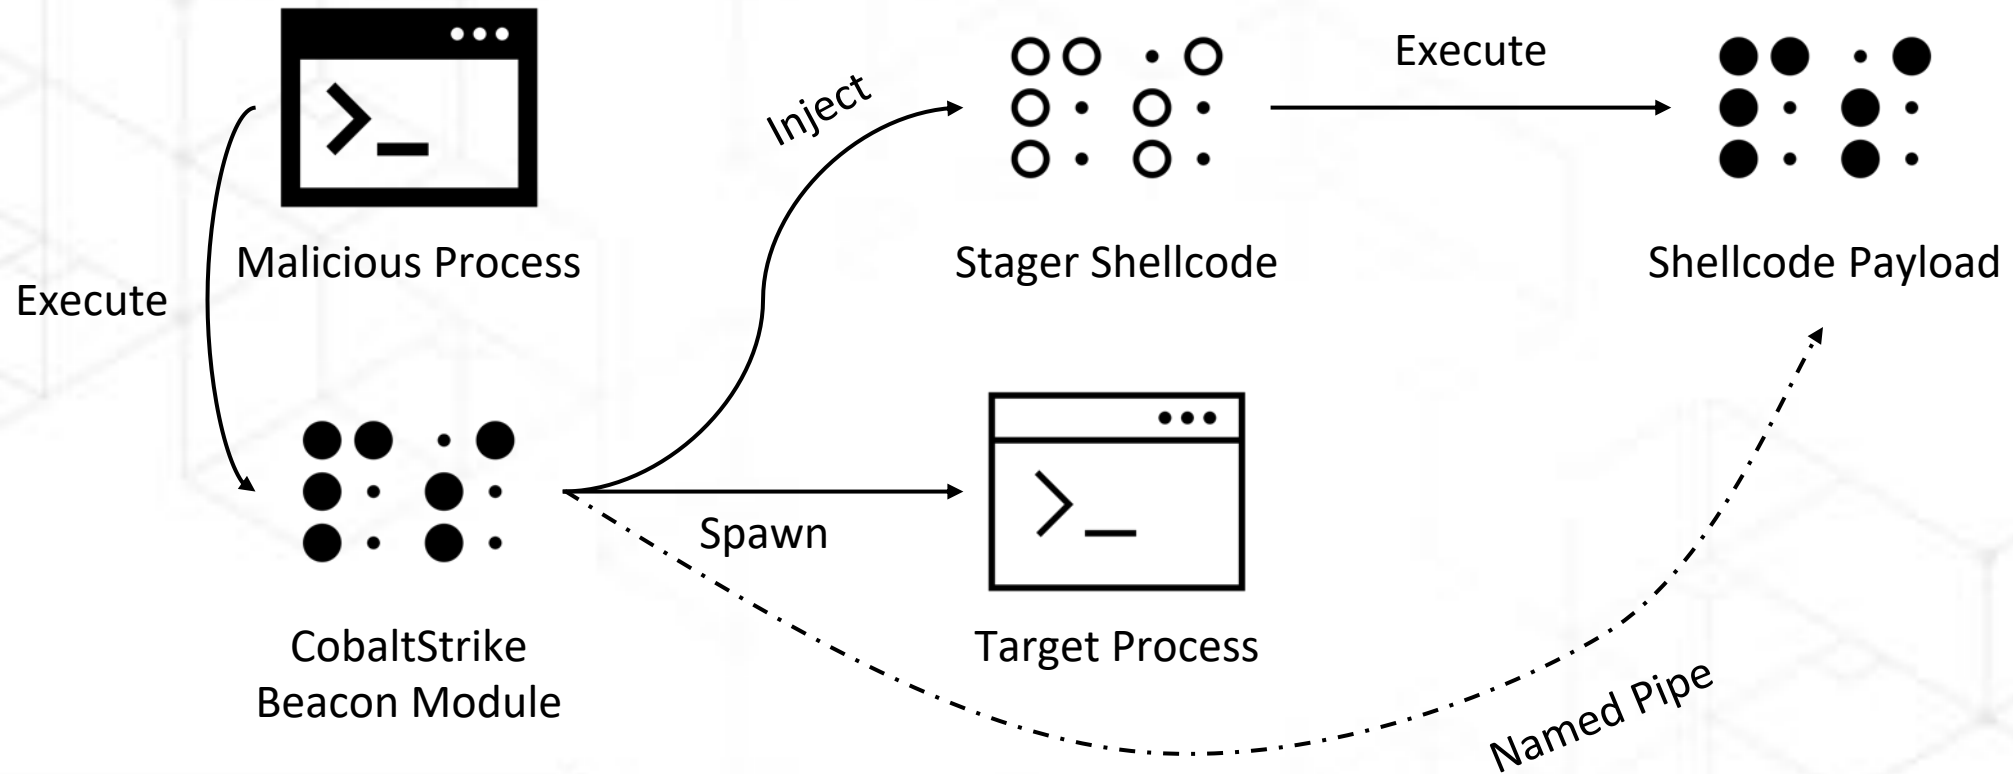 Execute
Inject
Malicious Process
Stager Shellcode
Shellcode Payload
Execute
Spawn
CobaltStrike
Beacon Module
Target Process
Named Pipe